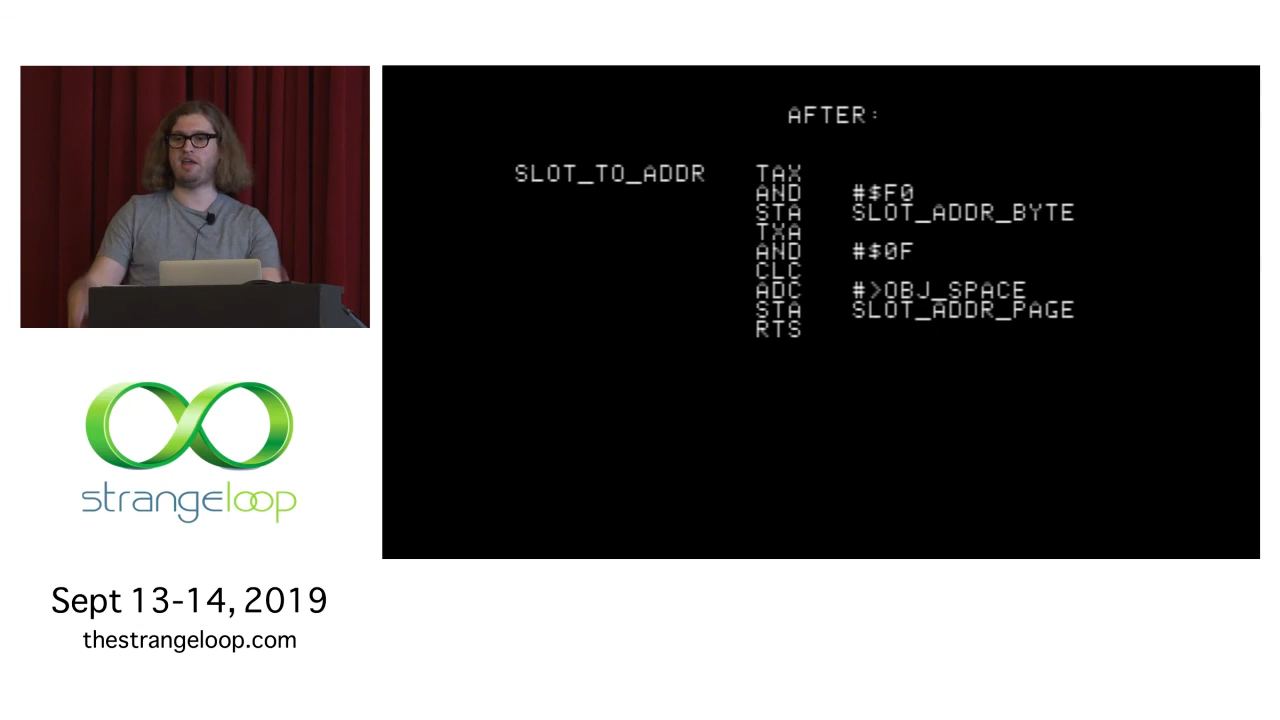 AFTER:
SLOT_TO_ADDR TAX
AND #$F0
STA SLOT_ADDR_BYTE
TXA
AND #$0F
CLC
ADC #>OBJ_SPACE
STA SLOT_ADDR_PAGE
RTS
strangeloop
Sept 13-14, 2019
thestrangeloop.com